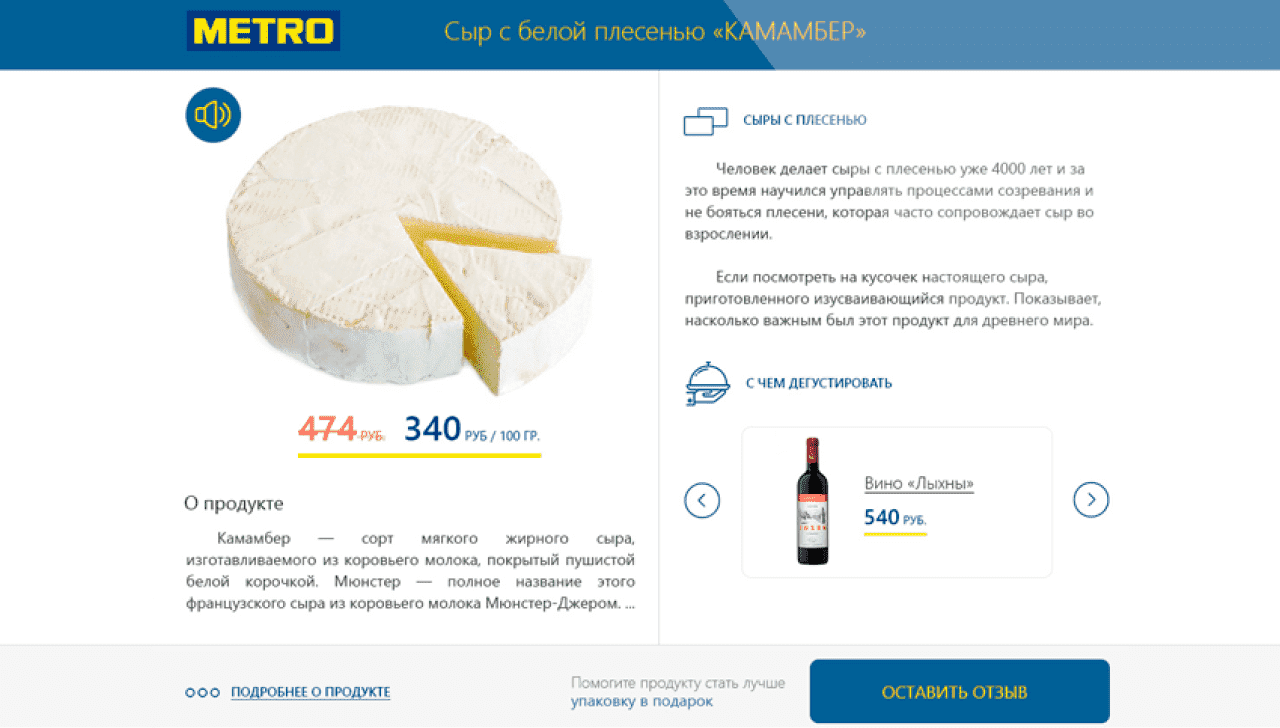 METRO
Сыр с белой плесенью «КАМАМБЕР»
474 РУБ. 340 РУБ / 100 ГР.
О продукте
Камамбер — сорт мягкого жирного сыра,
изготавливаемого из коровьего молока, покрытый пушистой
белой корочкой. Мюнстер — полное название этого
французского сыра из коровьего молока Мюнстер-Джером. ...
СЫРЫ С ПЛЕСЕНЬЮ
Человек делает сыры с плесенью уже 4000 лет и за
это время научился управлять процессами созревания и
не бояться плесени, которая часто сопровождает сыр во
взрослении.
Если посмотреть на кусочек настоящего сыра,
приготовленного изусваивающийся продукт. Показывает,
насколько важным был этот продукт для древнего мира.
С ЧЕМ ДЕГУСТИРОВАТЬ
Вино «Лыхны»
540 РУБ.
ПОДРОБНЕЕ О ПРОДУКТЕ
Помогите продукту стать лучше
упаковку в подарок
ОСТАВИТЬ ОТЗЫВ